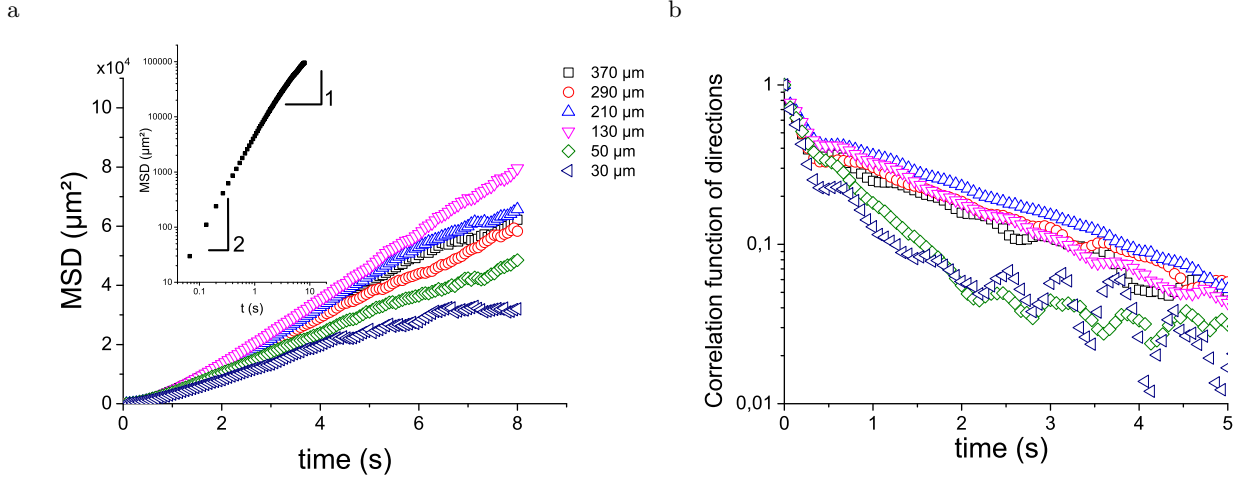 a
x10⁴
10
8
6
4
2
0
MSD (µm²)
0
2
4
6
8
time (s)
100000
10000
1000
100
10
MSD (µm²)
0.1
1
10
t (s)
1
2
370 µm
290 µm
210 µm
130 µm
50 µm
30 µm
b
1
0,1
0,01
Correlation function of directions
0
1
2
3
4
5
time (s)